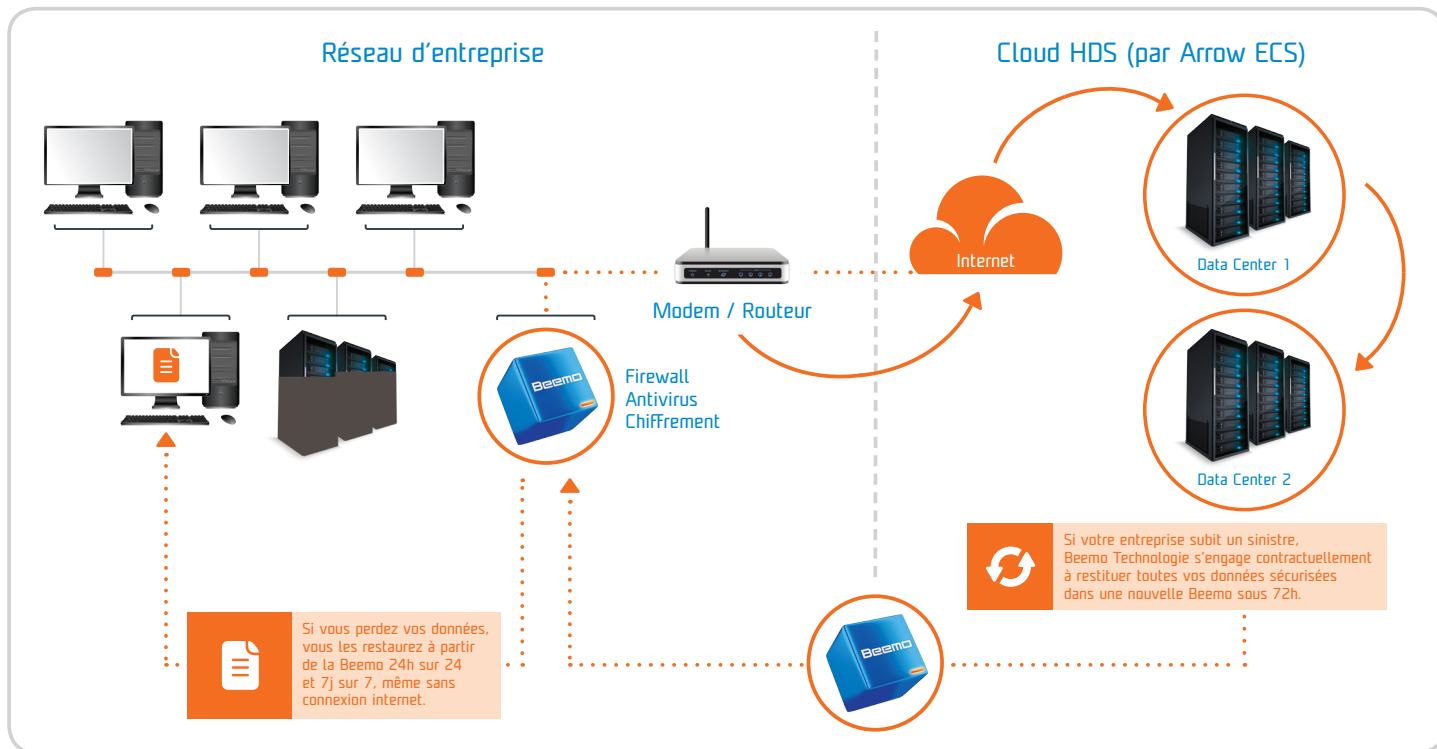 Réseau d'entreprise
Cloud HDS (par Arrow ECS)
Internet
Data Center 1
Modem / Routeur
Beemo
Firewall
Antivirus
Chiffrement
Data Center 2
Si votre entreprise subit un sinistre,
Beemo Technologie s'engage contractuellement
à restituer toutes vos données sécurisées
dans une nouvelle Beemo sous 72h.
Si vous perdez vos données,
vous les restaurez à partir
de la Beemo 24h sur 24
et 7j sur 7, même sans
connexion internet.
Beemo